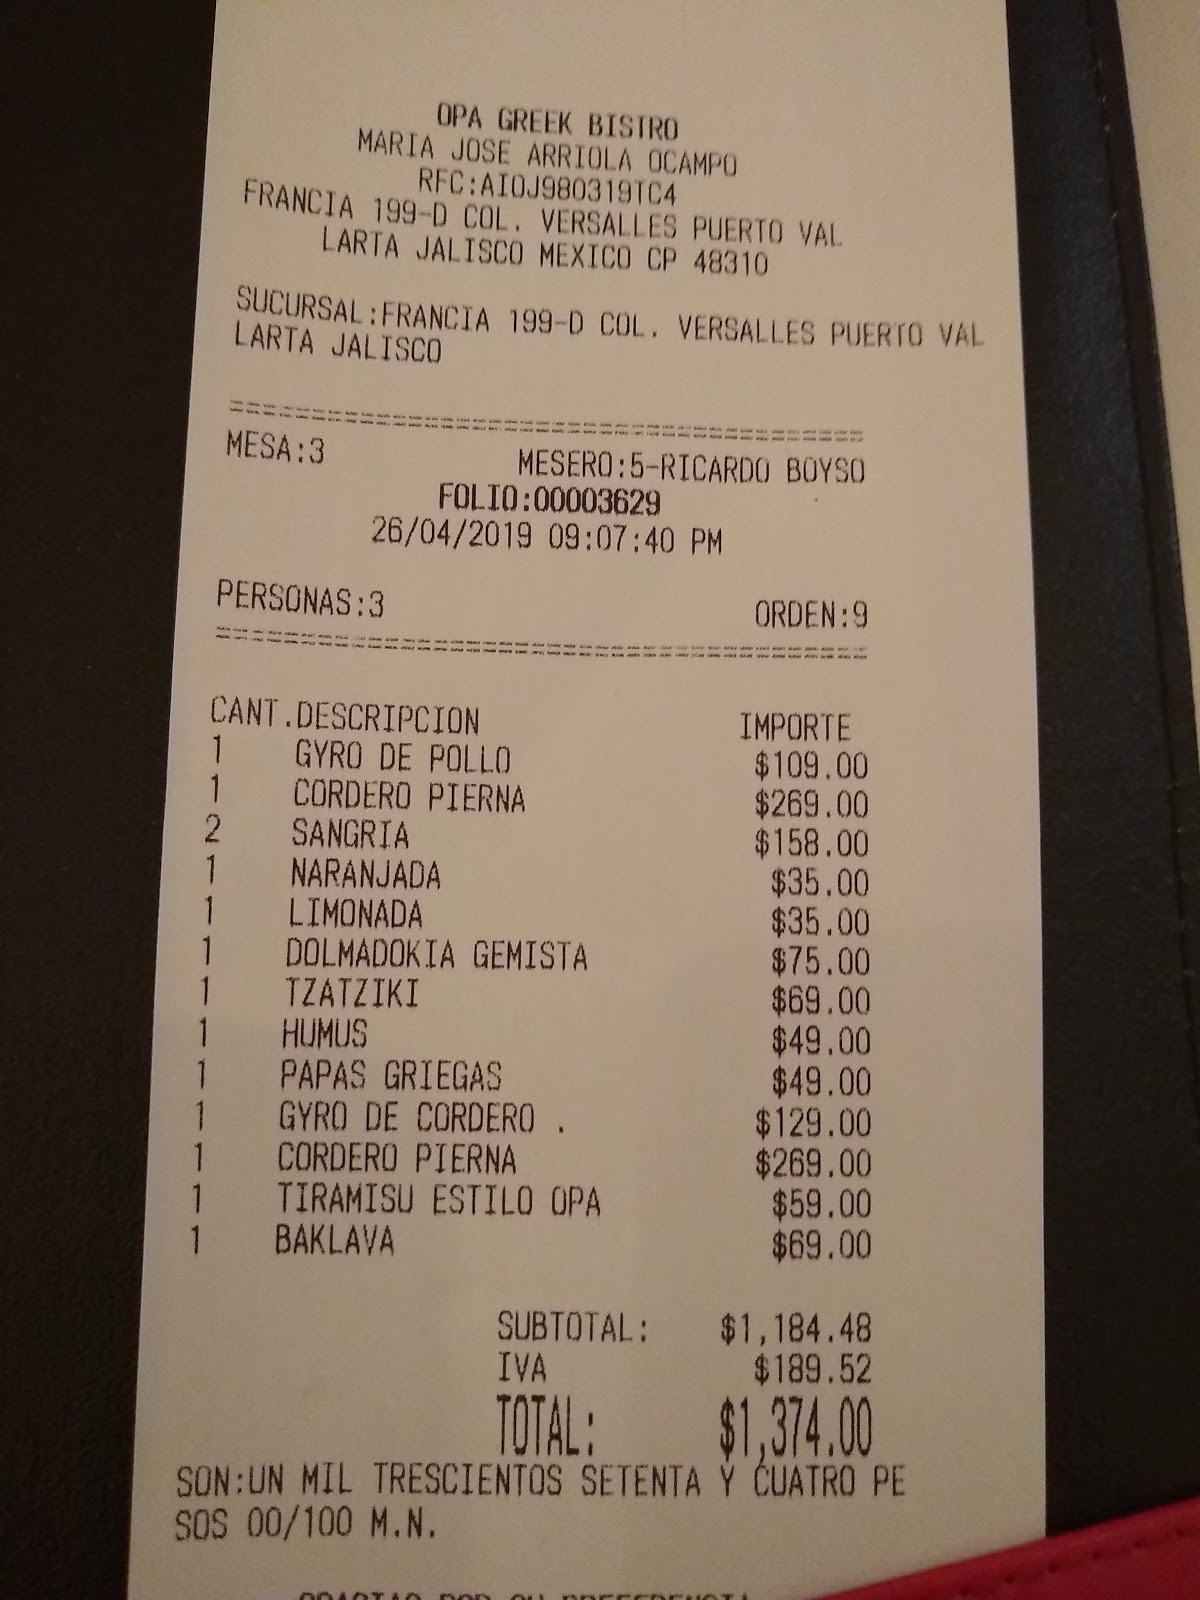 OPA GREEK BISTRO
MARIA JOSE ARRIOLA OCAMPO
RFC:AIOJ980319TC4
FRANCIA 199-D COL. VERSALLES PUERTO VAL
LARTA JALISCO MEXICO CP 48310
SUCURSAL:FRANCIA 199-D COL. VERSALLES PUERTO VAL
LARTA JALISCO
MESA:3 MESERO:5-RICARDO BOYSO
FOLIO:00003629
26/04/2019 09:07:40 PM
PERSONAS:3 ORDEN:9
CANT.DESCRIPCION IMPORTE
1 GYRO DE POLLO $109.00
1 CORDERO PIERNA $269.00
2 SANGRIA $158.00
1 NARANJADA $35.00
1 LIMONADA $35.00
1 DOLMADOKIA GEMISTA $75.00
1 TZATZIKI $69.00
1 HUMUS $49.00
1 PAPAS GRIEGAS $49.00
1 GYRO DE CORDERO . $129.00
1 CORDERO PIERNA $269.00
1 TIRAMISU ESTILO OPA $59.00
1 BAKLAVA $69.00
SUBTOTAL: $1,184.48
IVA $189.52
TOTAL: $1,374.00
SON:UN MIL TRESCIENTOS SETENTA Y CUATRO PE
SOS 00/100 M.N.
GRACIAS POR SU PREFERENCIA